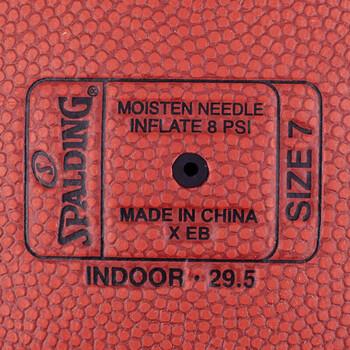 S SPALDING
MOISTEN NEEDLE
INFLATE 8 PSI
MADE IN CHINA
X EB
SIZE 7
INDOOR · 29.5